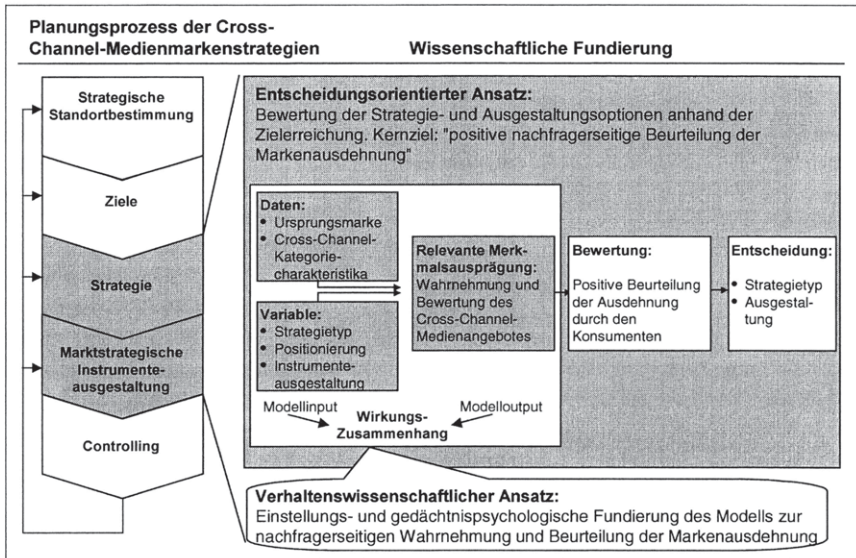 Planungsprozess der Cross-
Channel-Medienmarkenstrategien
Wissenschaftliche Fundierung
Strategische
Standortbestimmung
Ziele
Strategie
Marktstrategische
Instrumente-
ausgestaltung
Controlling
Entscheidungsorientierter Ansatz:
Bewertung der Strategie- und Ausgestaltungsoptionen anhand der
Zielerreichung. Kernziel: "positive nachfragerseitige Beurteilung der
Markenausdehnung"
Daten:
• Ursprungsmarke
• Cross-Channel-
Kategorie-
charakteristika
Variable:
• Strategietyp
• Positionierung
• Instrumente-
ausgestaltung
Relevante Merk-
malsausprägung:
Wahrnehmung und
Bewertung des
Cross-Channel-
Medienangebotes
Bewertung:
Positive Beurteilung
der Ausdehnung
durch den
Konsumenten
Entscheidung:
• Strategietyp
• Ausgestal-
tung
Modellinput
Modelloutput
Wirkungs-
Zusammenhang
Verhaltenswissenschaftlicher Ansatz:
Einstellungs- und gedächtnispsychologische Fundierung des Modells zur
nachfragerseitigen Wahrnehmung und Beurteilung der Markenausdehnung